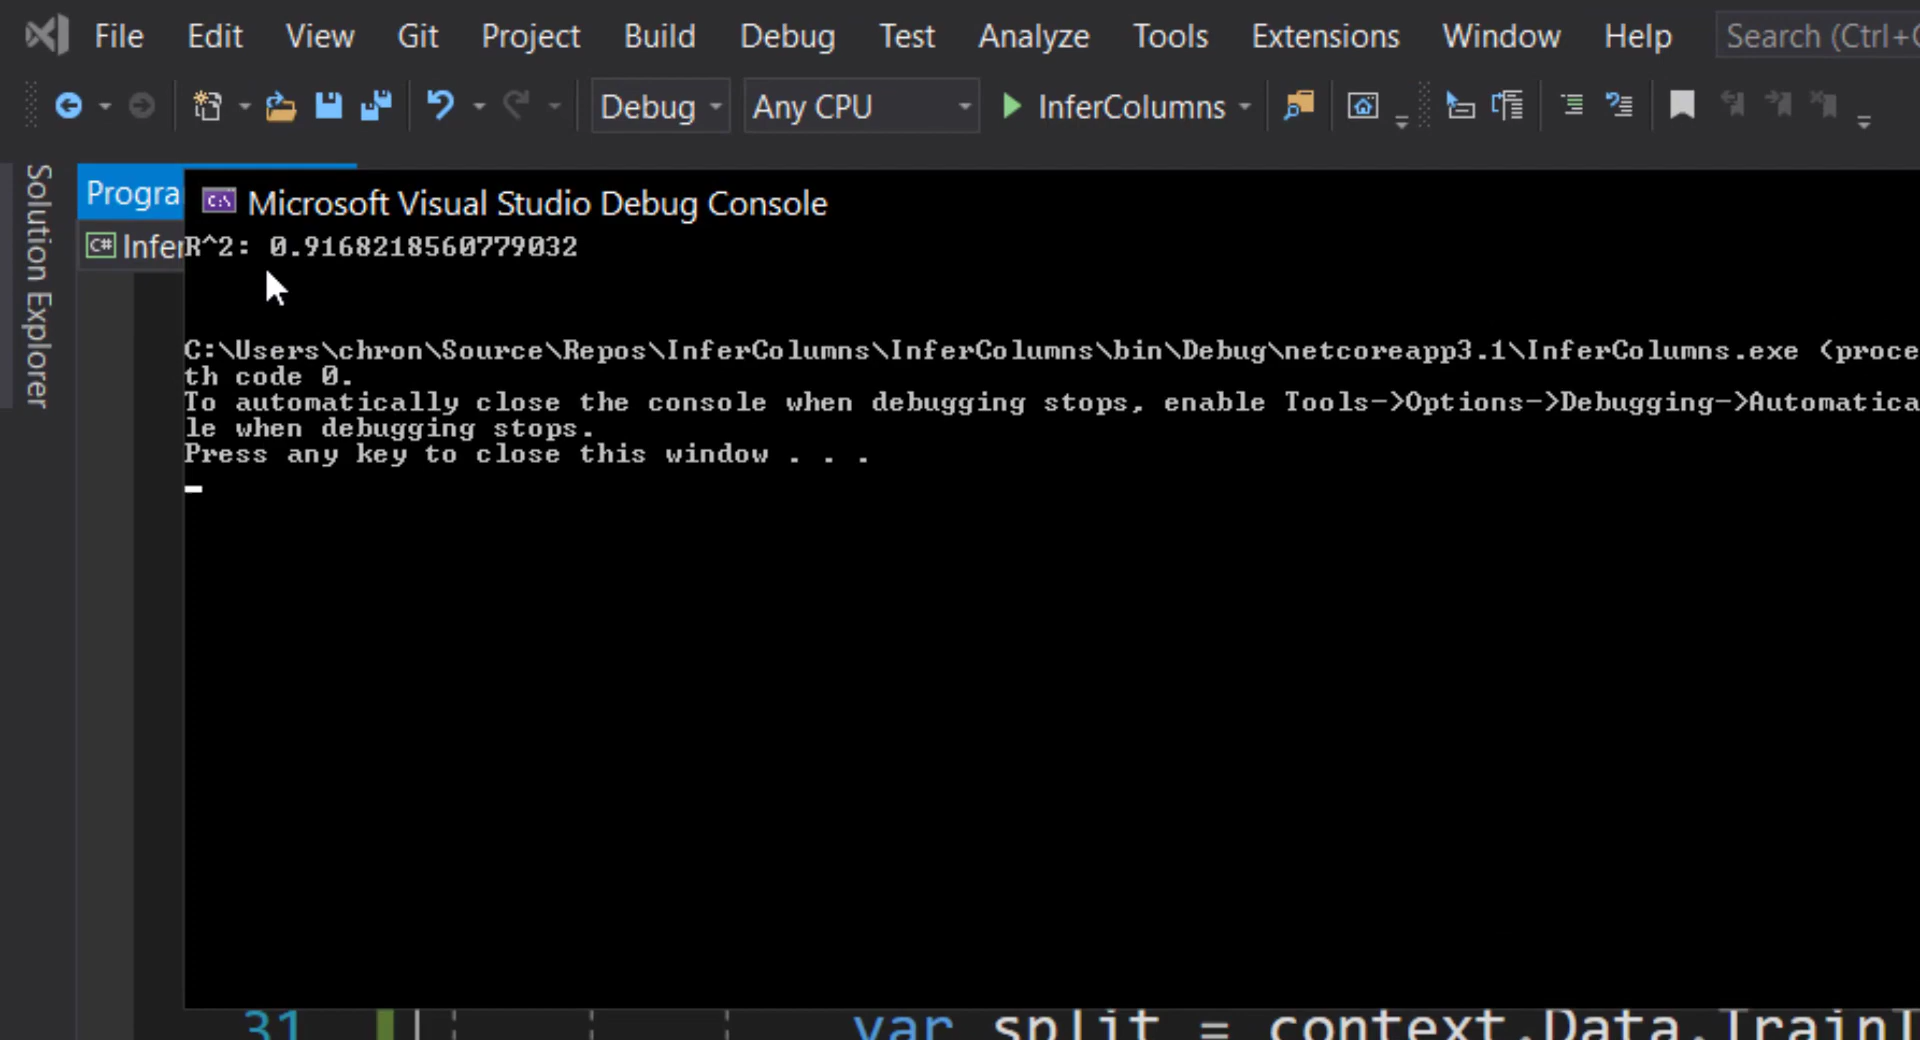 File Edit View Git Project Build Debug Test Analyze Tools Extensions Window Help Search (Ctrl+
Debug Any CPU InferColumns
Solution Explorer
Progra
Microsoft Visual Studio Debug Console
C# Infer
R^2: 0.9168218560779032
C:\Users\chron\Source\Repos\InferColumns\InferColumns\bin\Debug\netcoreapp3.1\InferColumns.exe (proce
th code 0.
To automatically close the console when debugging stops, enable Tools->Options->Debugging->Automatica
le when debugging stops.
Press any key to close this window . . .
31 var split = context.Data.TrainT